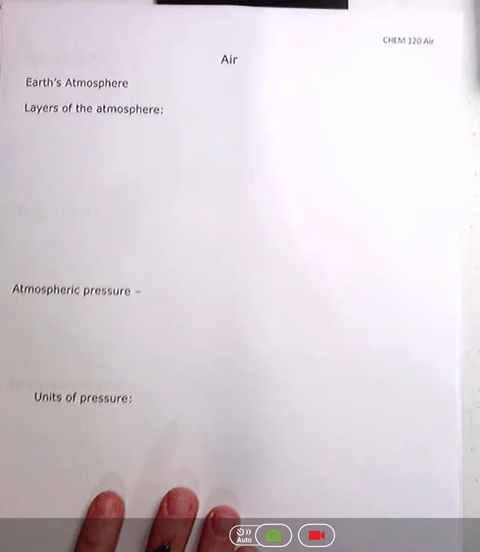 CHEM 120 Air
Air
Earth's Atmosphere
Layers of the atmosphere:
Atmospheric pressure –
Units of pressure:
Auto